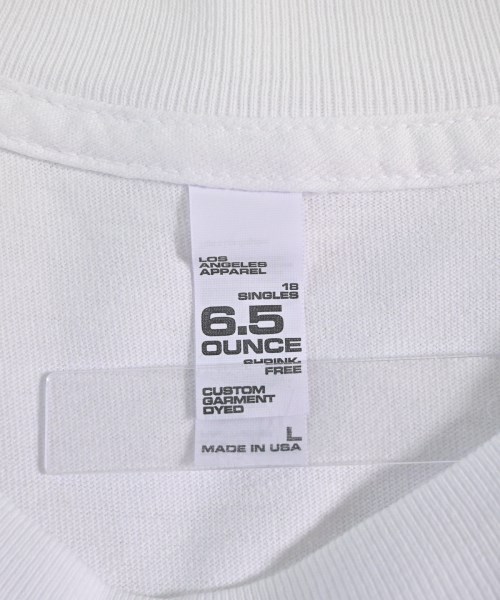 LOS
ANGELES
APPAREL
18
SINGLES
6.5
OUNCE
SHRINK-
FREE
CUSTOM
GARMENT
DYED
L
MADE IN USA